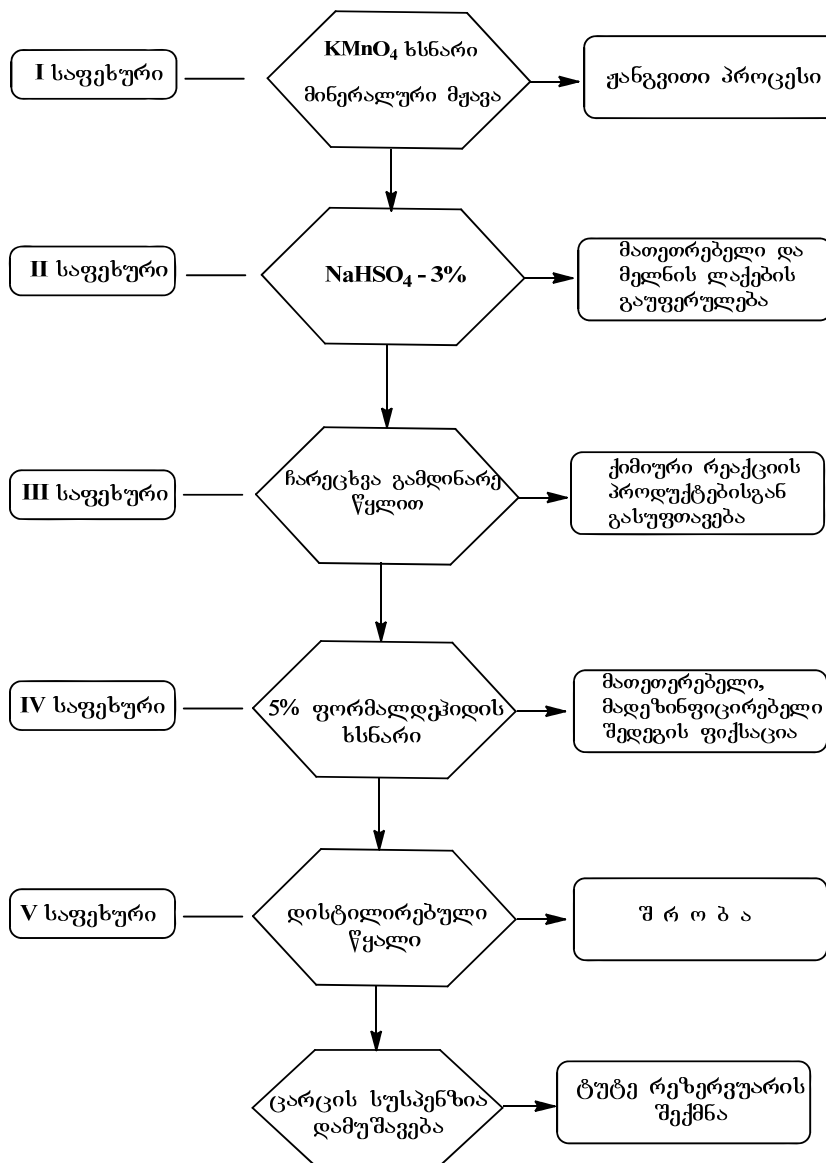 I საფეხური
KMnO4 ხსნარი
მინერალური მჟავა
ჟანგვითი პროცესი
II საფეხური
NaHSO4 - 3%
მათეთრებელი და
მელნის ლაქების
გაუფერულება
III საფეხური
ჩარეცხვა გამდინარე
წყლით
ქიმიური რეაქციის
პროდუქტებისგან
გასუფთავება
IV საფეხური
5% ფორმალდეჰიდის
ხსნარი
მათეთერებელი,
მადეზინფიცირებელი
შედეგის ფიქსაცია
V საფეხური
დისტილირებული
წყალი
შ რ ო ბ ა
ცარცის სუსპენზია
დამუშავება
ტუტე რეზერვუარის
შექმნა